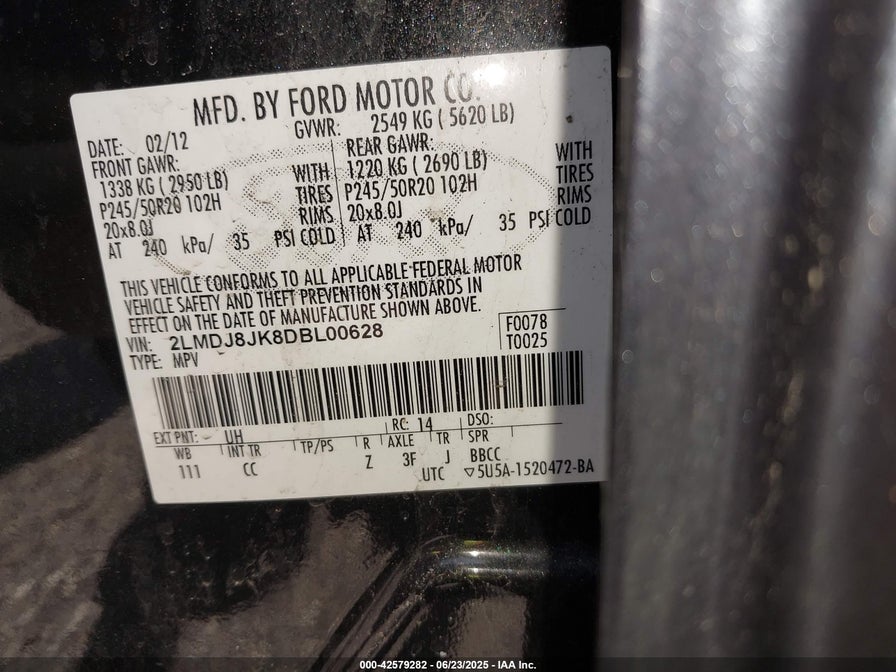 MFD. BY FORD MOTOR CO.
DATE: 02/12 GVWR: 2549 KG ( 5620 LB)
FRONT GAWR: REAR GAWR:
1338 KG ( 2950 LB) WITH 1220 KG ( 2690 LB) WITH
P245/50R20 102H TIRES P245/50R20 102H TIRES
20x8.0J RIMS 20x8.0J RIMS
AT 240 kPa/ 35 PSI COLD AT 240 kPa/ 35 PSI COLD
THIS VEHICLE CONFORMS TO ALL APPLICABLE FEDERAL MOTOR
VEHICLE SAFETY AND THEFT PREVENTION STANDARDS IN
EFFECT ON THE DATE OF MANUFACTURE SHOWN ABOVE.
VIN: 2LMDJ8JK8DBL00628 F0078
TYPE: MPV T0025
EXT PNT: UH RC: 14 DSO:
WB INT TR TP/PS R AXLE TR SPR
111 CC Z 3F J BBCC
UTC ▽5U5A-1520472-BA
000-42579282 | 06/23/2025 | IAA Inc.